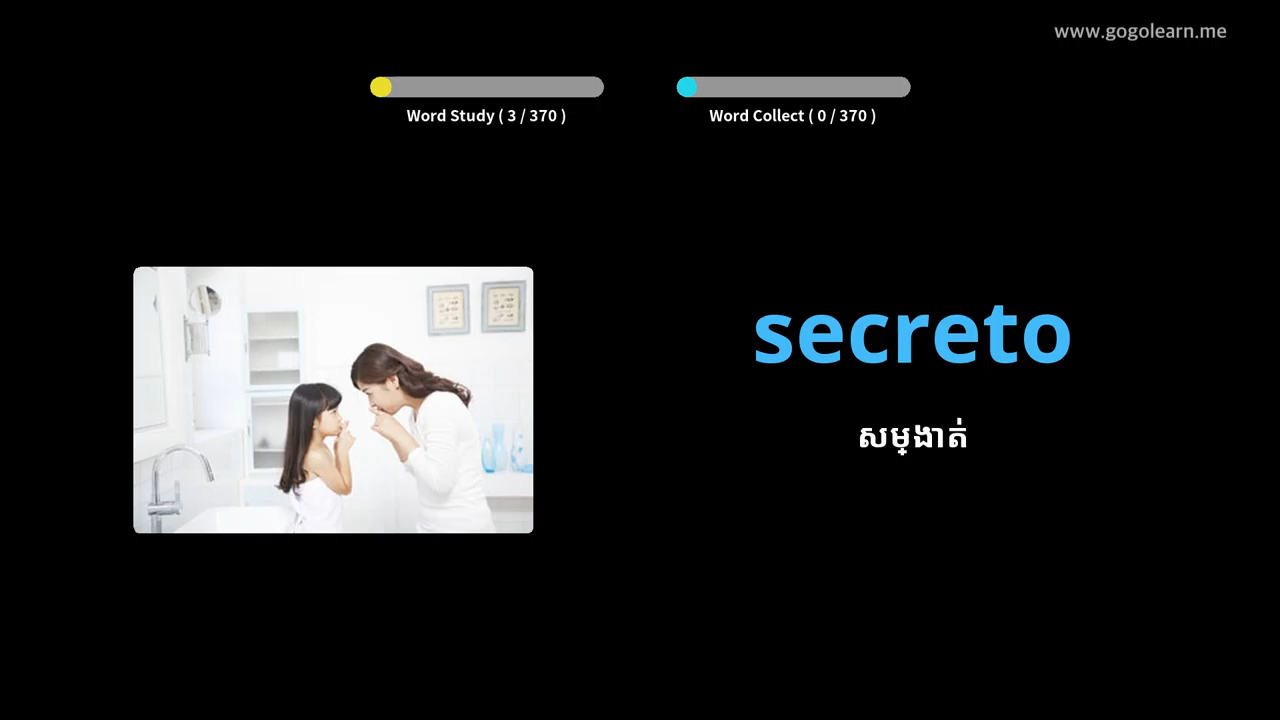 www.gogolearn.me
Word Study ( 3 / 370 )
Word Collect ( 0 / 370 )
secreto
សម្ងាត់